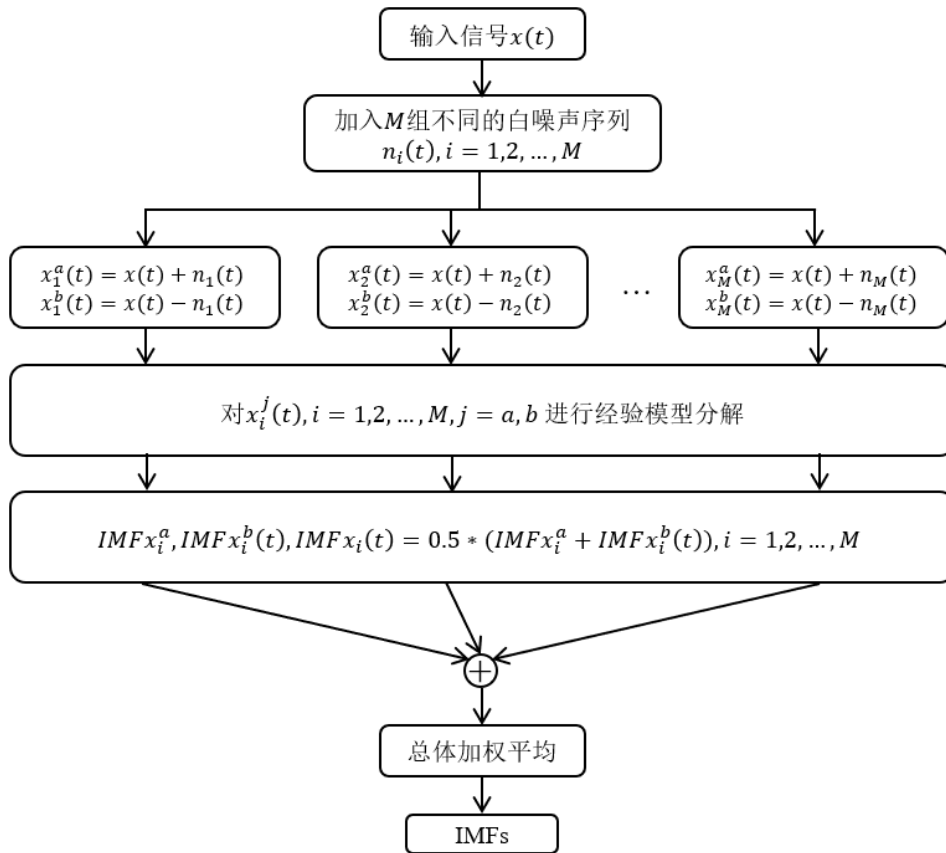 输入信号x(t)
加入M组不同的白噪声序列
n_i(t), i = 1,2, …, M
x_1^a(t) = x(t) + n_1(t)
x_1^b(t) = x(t) − n_1(t)
x_2^a(t) = x(t) + n_2(t)
x_2^b(t) = x(t) − n_2(t)
…
x_M^a(t) = x(t) + n_M(t)
x_M^b(t) = x(t) − n_M(t)
对x_i^j(t), i = 1,2, …, M, j = a, b 进行经验模型分解
IMFx_i^a, IMFx_i^b(t), IMFx_i(t) = 0.5 * (IMFx_i^a + IMFx_i^b(t)), i = 1,2, …, M
+
总体加权平均
IMFs